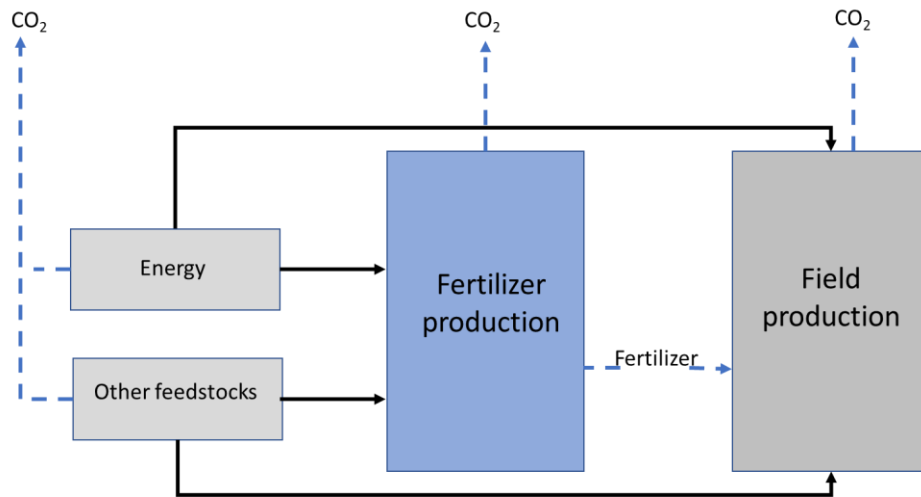 CO₂
CO₂
CO₂
Energy
Fertilizer
production
Field
production
Fertilizer
Other feedstocks